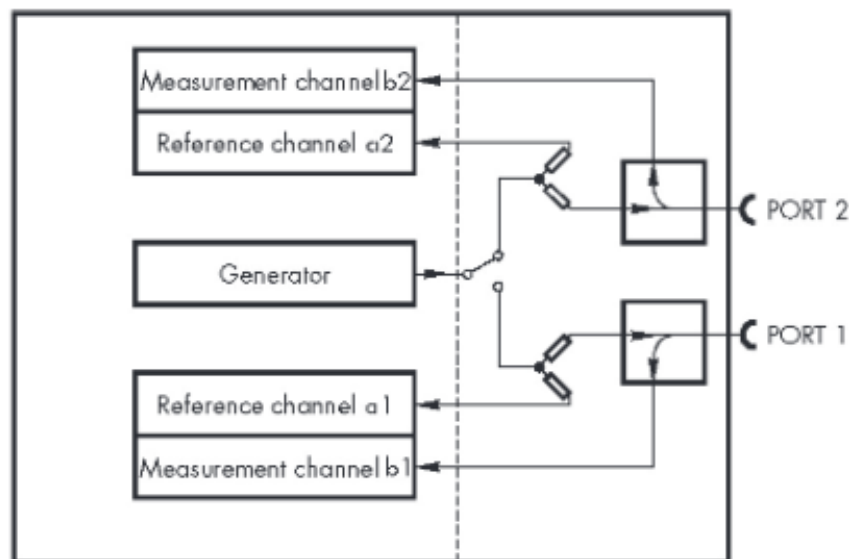 Measurement channel b2
Reference channel a2
PORT 2
Generator
PORT 1
Reference channel a1
Measurement channel b1